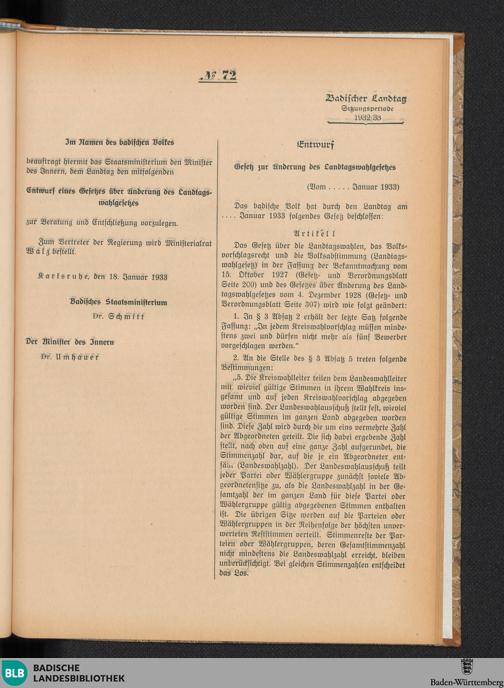 № 72
Badischer Landtag
Sitzungsperiode
1932/33
Im Namen des badischen Volkes
beauftragt hiermit das Staatsministerium den Minister
des Innern, dem Landtag den mitfolgenden
Entwurf eines Gesetzes über Änderung des Landtags-
wahlgesetzes
zur Beratung und Entschließung vorzulegen.
Zum Vertreter der Regierung wird Ministerialrat
Walz bestellt.
Karlsruhe, den 18. Januar 1933
Badisches Staatsministerium
Dr. Schmitt
Der Minister des Innern
Dr. Umhauer
Entwurf
Gesetz zur Änderung des Landtagswahlgesetzes
(Vom ..... Januar 1933)
Das badische Volk hat durch den Landtag am
.... Januar 1933 folgendes Gesetz beschlossen:
Artikel I
Das Gesetz über die Landtagswahlen, das Volks-
vorschlagsrecht und die Volksabstimmung (Landtags-
wahlgesetz) in der Fassung der Bekanntmachung vom
15. Oktober 1927 (Gesetz- und Verordnungsblatt
Seite 209) und des Gesetzes über Änderung des Land-
tagswahlgesetzes vom 4. Dezember 1928 (Gesetz- und
Verordnungsblatt Seite 307) wird wie folgt geändert:
1. In § 3 Absatz 2 erhält der letzte Satz folgende
Fassung: „In jedem Kreiswahlvorschlag müssen minde-
stens zwei und dürfen nicht mehr als fünf Bewerber
vorgeschlagen werden.“
2. An die Stelle des § 3 Absatz 5 treten folgende
Bestimmungen:
„5. Die Kreiswahlleiter teilen dem Landeswahlleiter
mit, wieviel gültige Stimmen in ihrem Wahlkreis ins-
gesamt und auf jeden Kreiswahlvorschlag abgegeben
worden sind. Der Landeswahlausschuß stellt fest, wieviel
gültige Stimmen im ganzen Land abgegeben worden
sind. Diese Zahl wird durch die um eins vermehrte Zahl
der Abgeordneten geteilt. Die sich dabei ergebende Zahl
stellt, nach oben auf eine ganze Zahl aufgerundet, die
Stimmenzahl dar, auf die je ein Abgeordneter ent-
fällt (Landeswahlzahl). Der Landeswahlausschuß teilt
jeder Partei oder Wählergruppe zunächst soviele Ab-
geordnetensitze zu, als die Landeswahlzahl in der Ge-
samtzahl der im ganzen Land für diese Partei oder
Wählergruppe gültig abgegebenen Stimmen enthalten
ist. Die übrigen Sitze werden auf die Parteien oder
Wählergruppen in der Reihenfolge der höchsten unver-
werteten Reststimmen verteilt. Stimmenreste der Par-
teien oder Wählergruppen, deren Gesamtstimmenzahl
nicht mindestens die Landeswahlzahl erreicht, bleiben
unberücksichtigt. Bei gleichen Stimmenzahlen entscheidet
das Los.
BLB
BADISCHE
LANDESBIBLIOTHEK
Baden-Württemberg